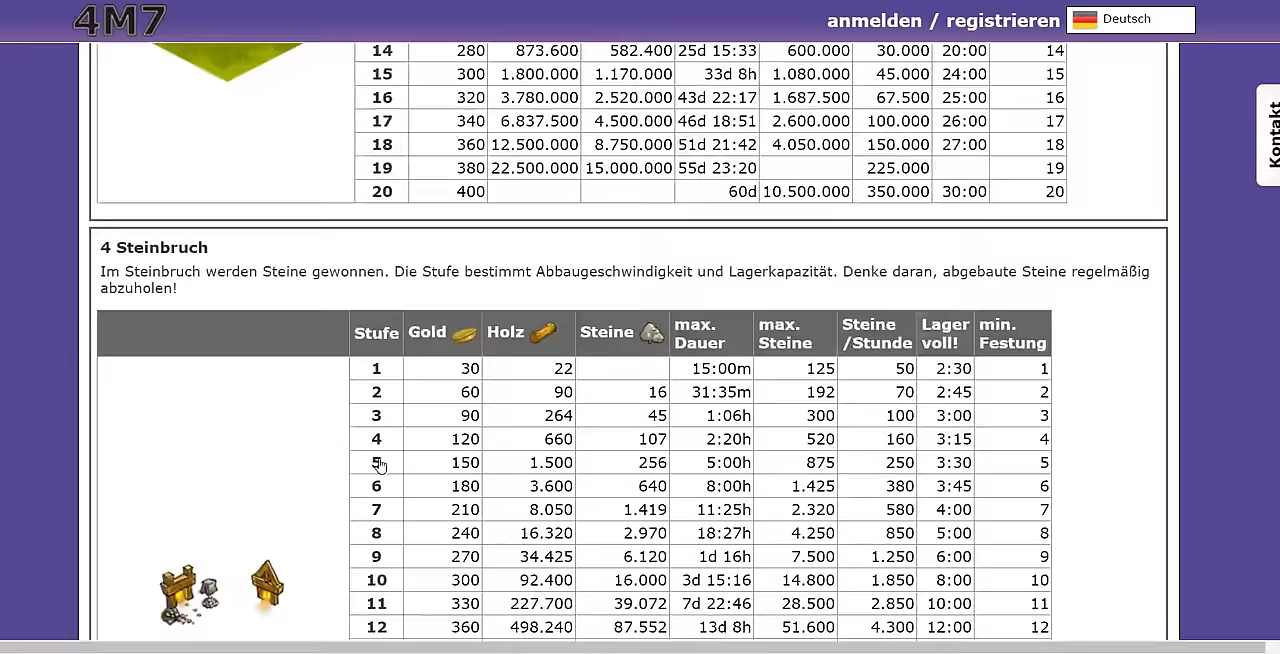 4M7
anmelden / registrieren
Deutsch
Kontakt
14 280 873.600 582.400 25d 15:33 600.000 30.000 20:00 14
15 300 1.800.000 1.170.000 33d 8h 1.080.000 45.000 24:00 15
16 320 3.780.000 2.520.000 43d 22:17 1.687.500 67.500 25:00 16
17 340 6.837.500 4.500.000 46d 18:51 2.600.000 100.000 26:00 17
18 360 12.500.000 8.750.000 51d 21:42 4.050.000 150.000 27:00 18
19 380 22.500.000 15.000.000 55d 23:20 225.000 19
20 400 60d 10.500.000 350.000 30:00 20
4 Steinbruch
Im Steinbruch werden Steine gewonnen. Die Stufe bestimmt Abbaugeschwindigkeit und Lagerkapazität. Denke daran, abgebaute Steine regelmäßig
abzuholen!
Stufe Gold Holz Steine max. Dauer max. Steine Steine /Stunde Lager voll! min. Festung
1 30 22 15:00m 125 50 2:30 1
2 60 90 16 31:35m 192 70 2:45 2
3 90 264 45 1:06h 300 100 3:00 3
4 120 660 107 2:20h 520 160 3:15 4
5 150 1.500 256 5:00h 875 250 3:30 5
6 180 3.600 640 8:00h 1.425 380 3:45 6
7 210 8.050 1.419 11:25h 2.320 580 4:00 7
8 240 16.320 2.970 18:27h 4.250 850 5:00 8
9 270 34.425 6.120 1d 16h 7.500 1.250 6:00 9
10 300 92.400 16.000 3d 15:16 14.800 1.850 8:00 10
11 330 227.700 39.072 7d 22:46 28.500 2.850 10:00 11
12 360 498.240 87.552 13d 8h 51.600 4.300 12:00 12